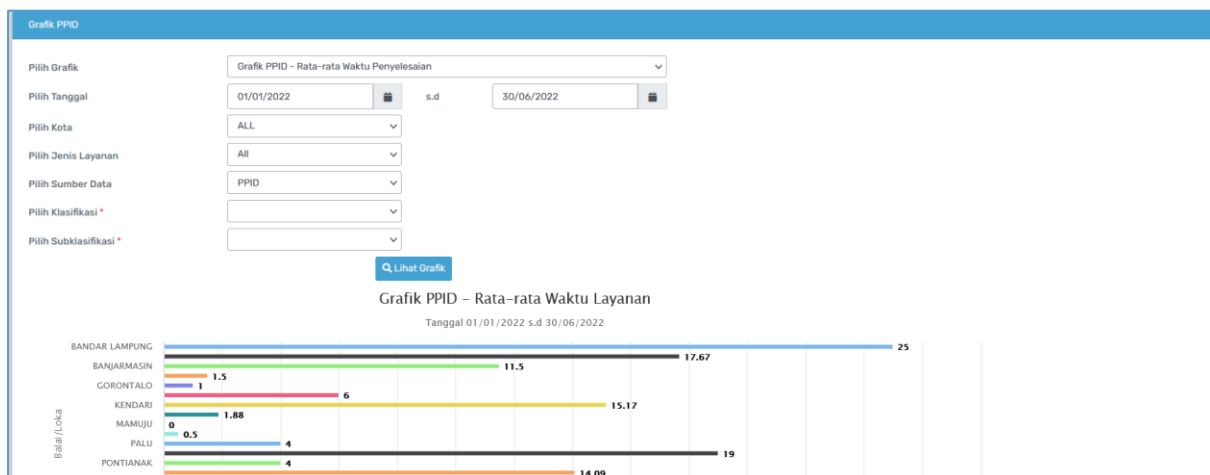 Grafik PPID
Pilih Grafik Grafik PPID - Rata-rata Waktu Penyelesaian
Pilih Tanggal 01/01/2022 s.d 30/06/2022
Pilih Kota ALL
Pilih Jenis Layanan All
Pilih Sumber Data PPID
Pilih Klasifikasi *
Pilih Subklasifikasi *
Lihat Grafik
Grafik PPID - Rata-rata Waktu Layanan
Tanggal 01/01/2022 s.d 30/06/2022
Balai/Loka
BANDAR LAMPUNG 25
17.67
BANJARMASIN 11.5
1.5
GORONTALO 1
6
KENDARI 15.17
1.88
MAMUJU 0
0.5
PALU 4
19
PONTIANAK 4
14.09